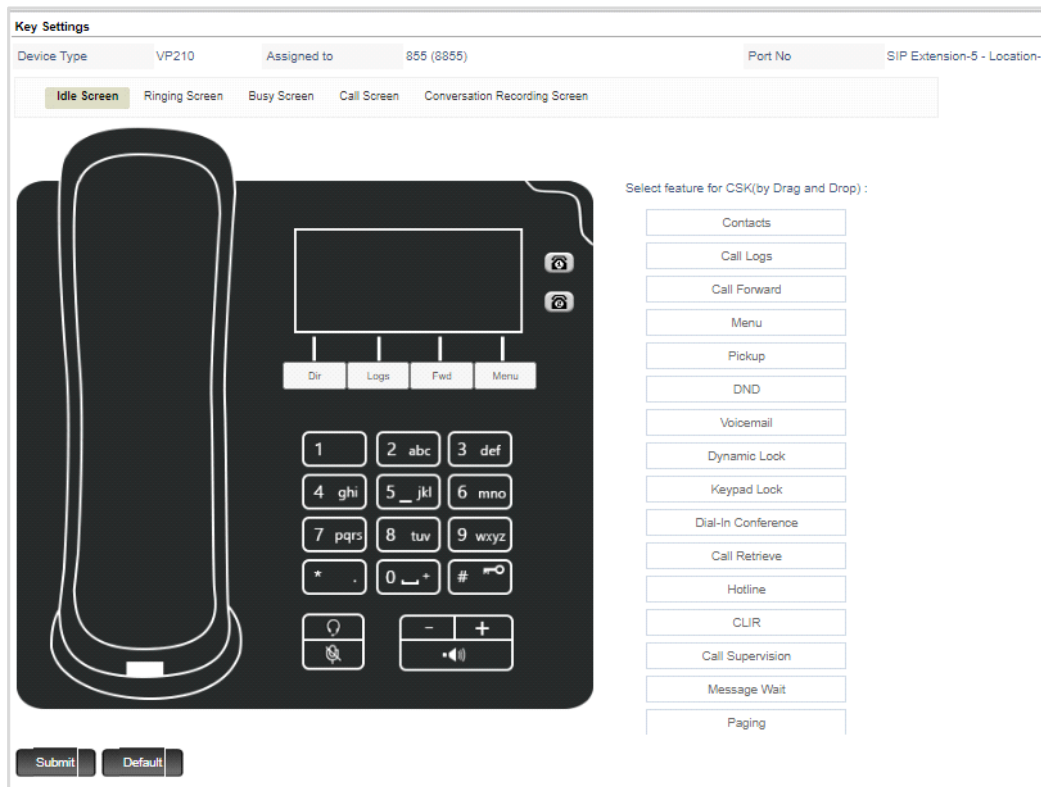 Key Settings
Device Type VP210 Assigned to 855 (8855) Port No SIP Extension-5 - Location-
Idle Screen Ringing Screen Busy Screen Call Screen Conversation Recording Screen
Select feature for CSK(by Drag and Drop) :
Contacts
Call Logs
Call Forward
Menu
Pickup
DND
Voicemail
Dynamic Lock
Keypad Lock
Dial-In Conference
Call Retrieve
Hotline
CLIR
Call Supervision
Message Wait
Paging
Dir Logs Fwd Menu
1 2 abc 3 def
4 ghi 5 jkl 6 mno
7 pqrs 8 tuv 9 wxyz
* . 0 + #
- +
Submit Default